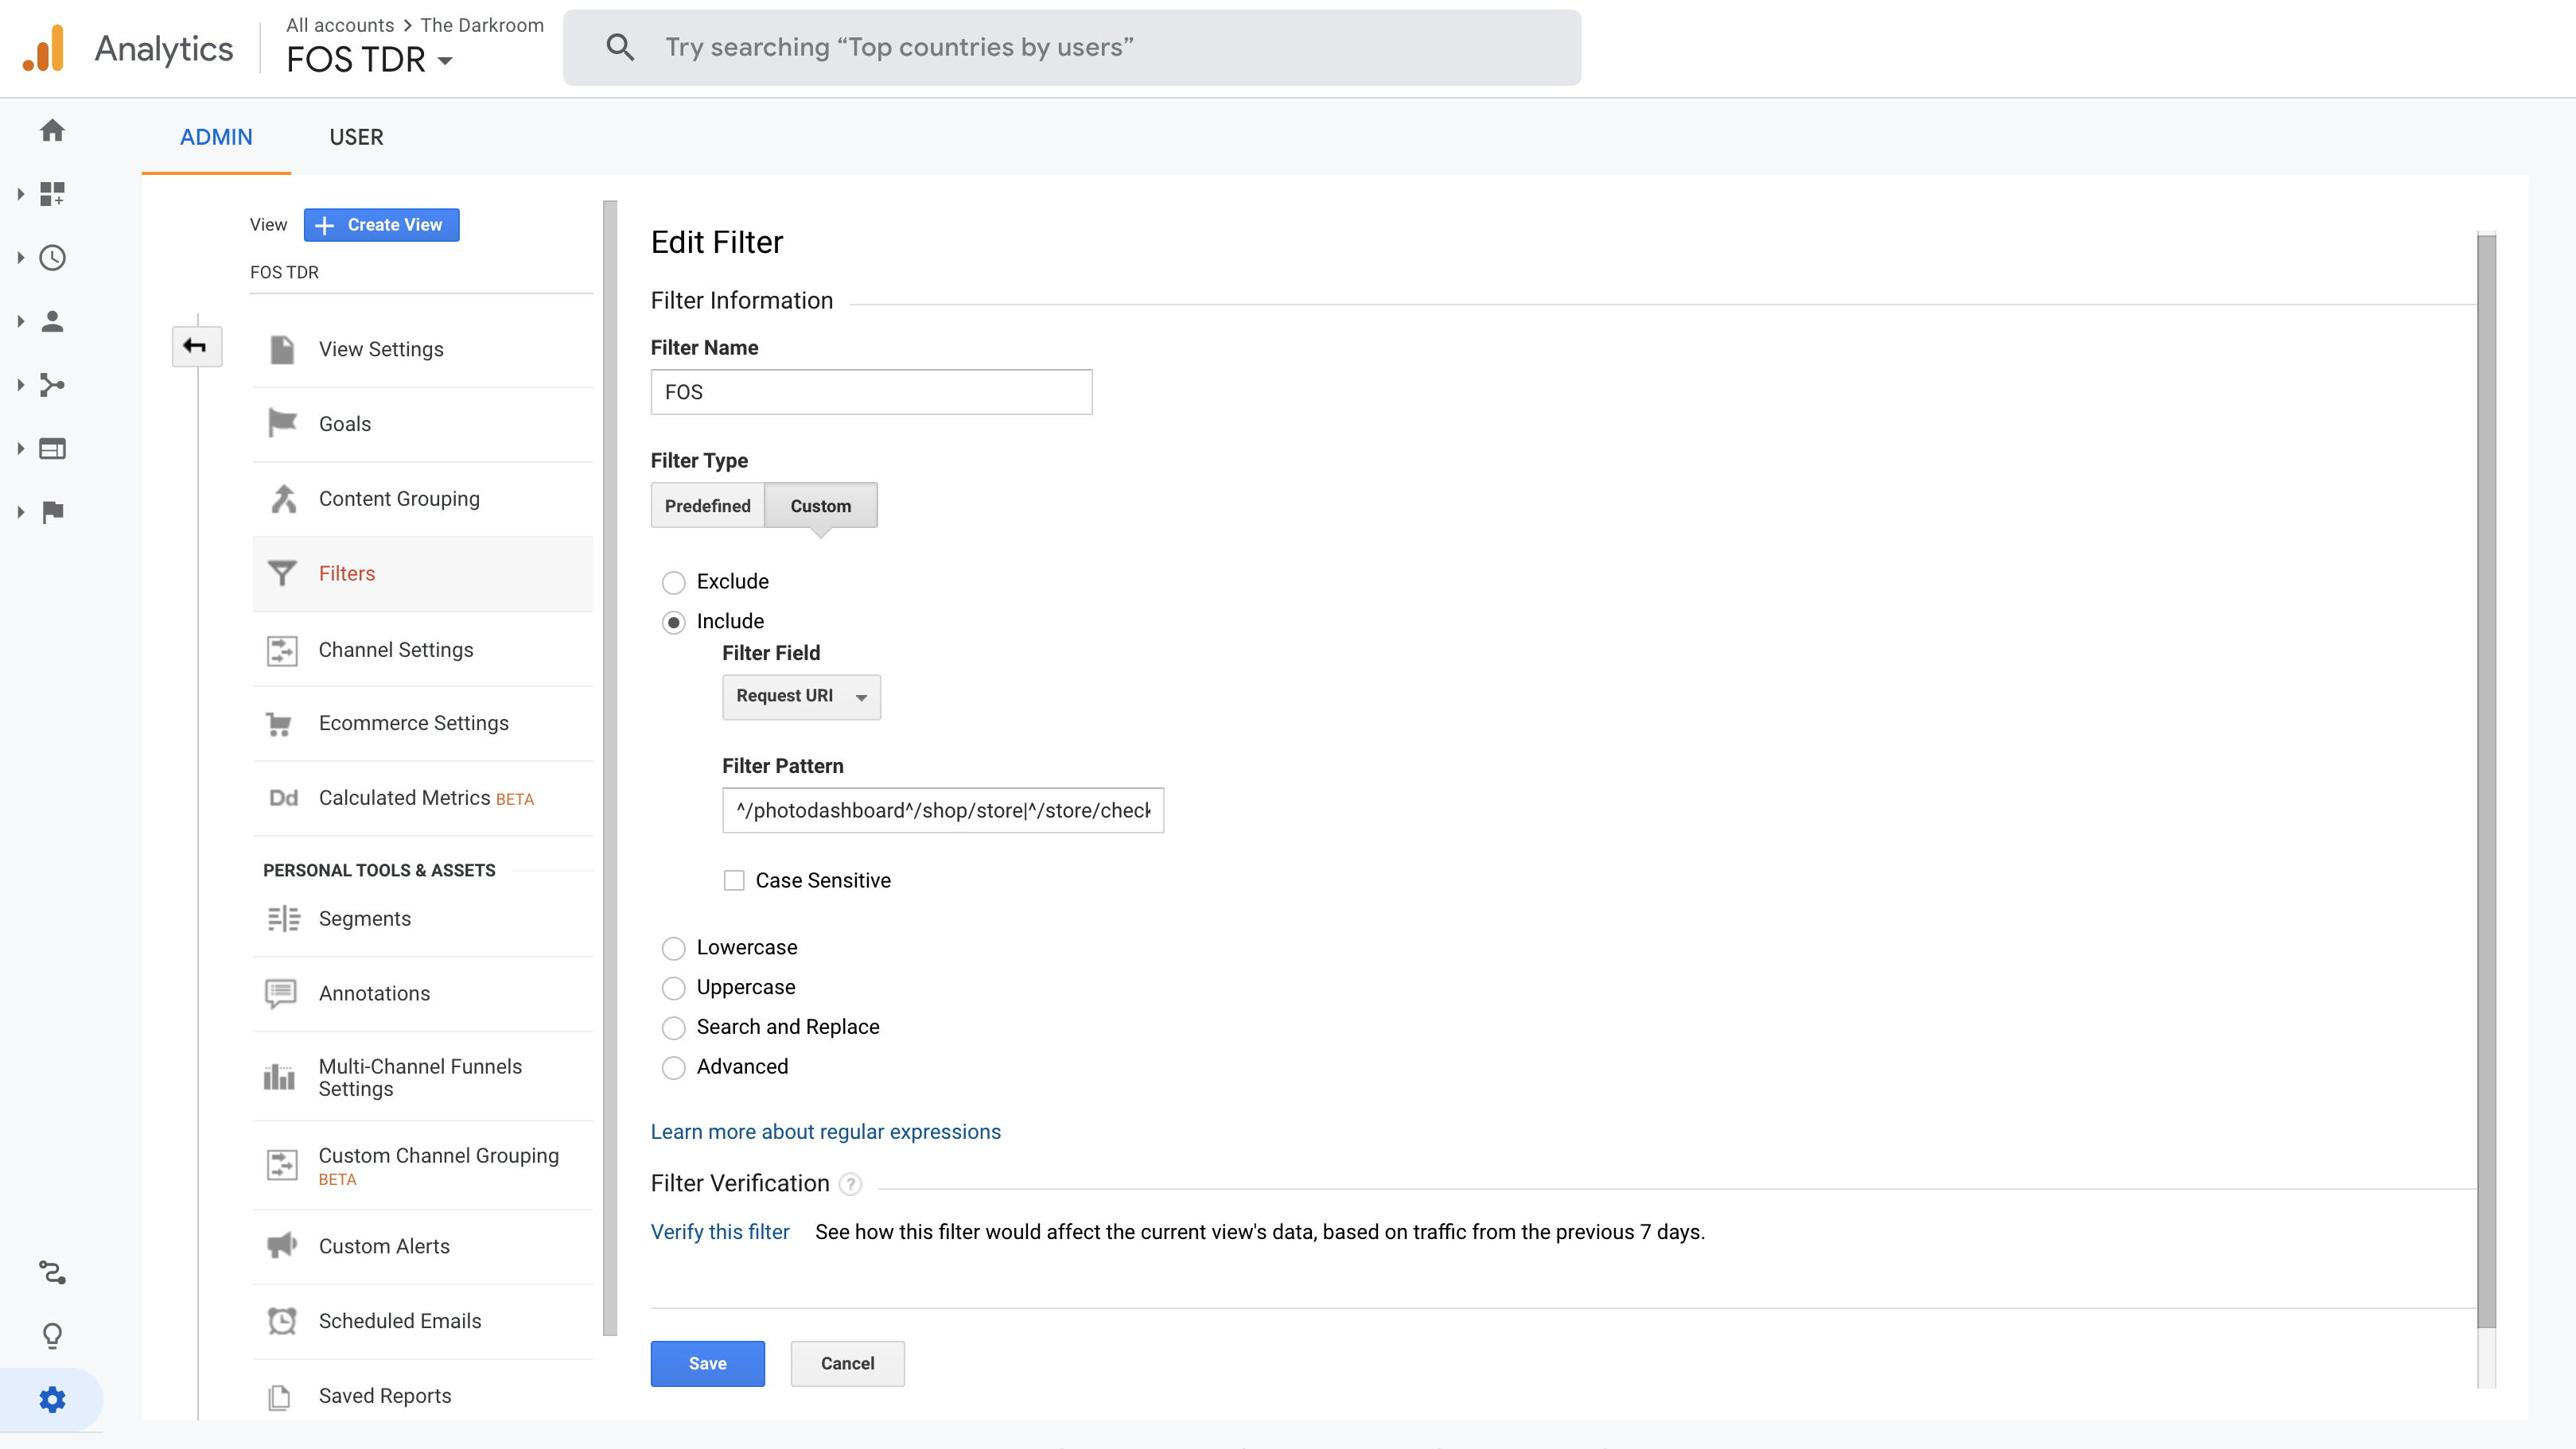 Analytics
All accounts > The Darkroom
FOS TDR
Try searching “Top countries by users”
ADMIN
USER
View
Create View
FOS TDR
View Settings
Goals
Content Grouping
Filters
Channel Settings
Ecommerce Settings
Dd Calculated Metrics BETA
PERSONAL TOOLS & ASSETS
Segments
Annotations
Multi-Channel Funnels
Settings
Custom Channel Grouping
BETA
Custom Alerts
Scheduled Emails
Saved Reports
Edit Filter
Filter Information
Filter Name
FOS
Filter Type
Predefined
Custom
Exclude
Include
Filter Field
Request URI
Filter Pattern
^/photodashboard^/shop/store|^/store/check
Case Sensitive
Lowercase
Uppercase
Search and Replace
Advanced
Learn more about regular expressions
Filter Verification ?
Verify this filter See how this filter would affect the current view's data, based on traffic from the previous 7 days.
Save
Cancel